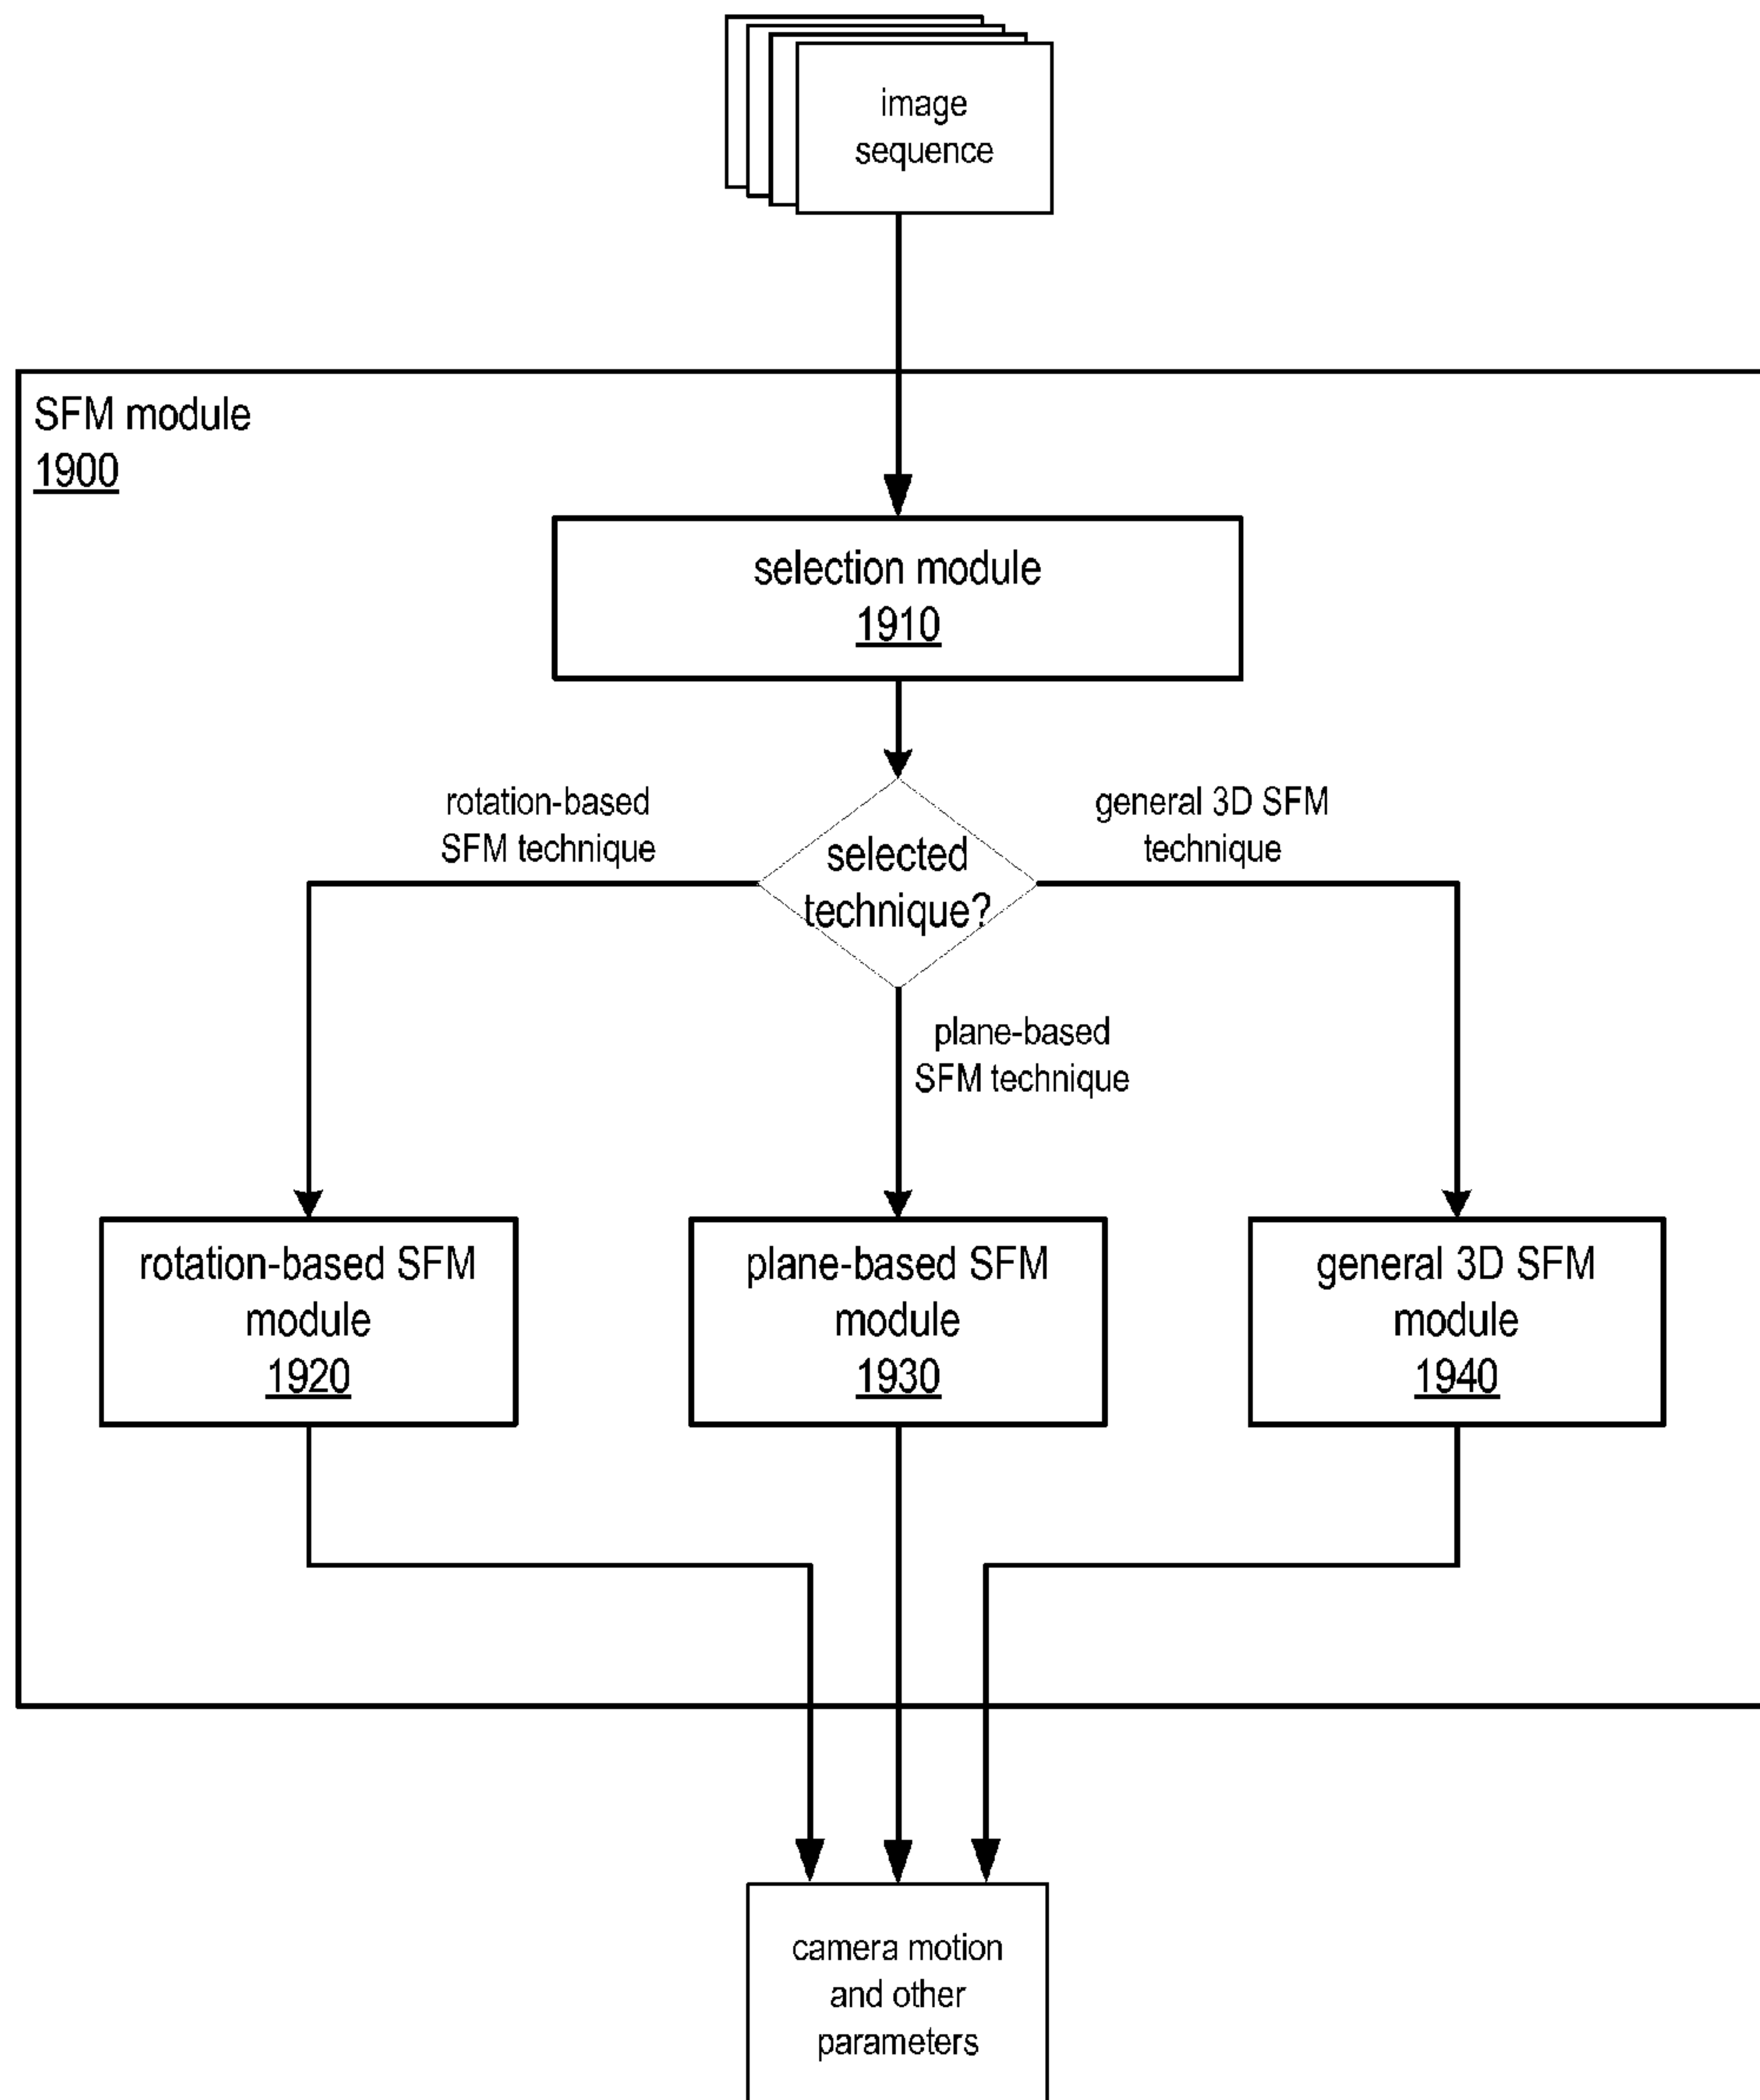 image
sequence
SFM module
1900
selection module
1910
rotation-based
SFM technique
general 3D SFM
technique
selected
technique?
plane-based
SFM technique
rotation-based SFM
module
1920
plane-based SFM
module
1930
general 3D SFM
module
1940
camera motion
and other
parameters